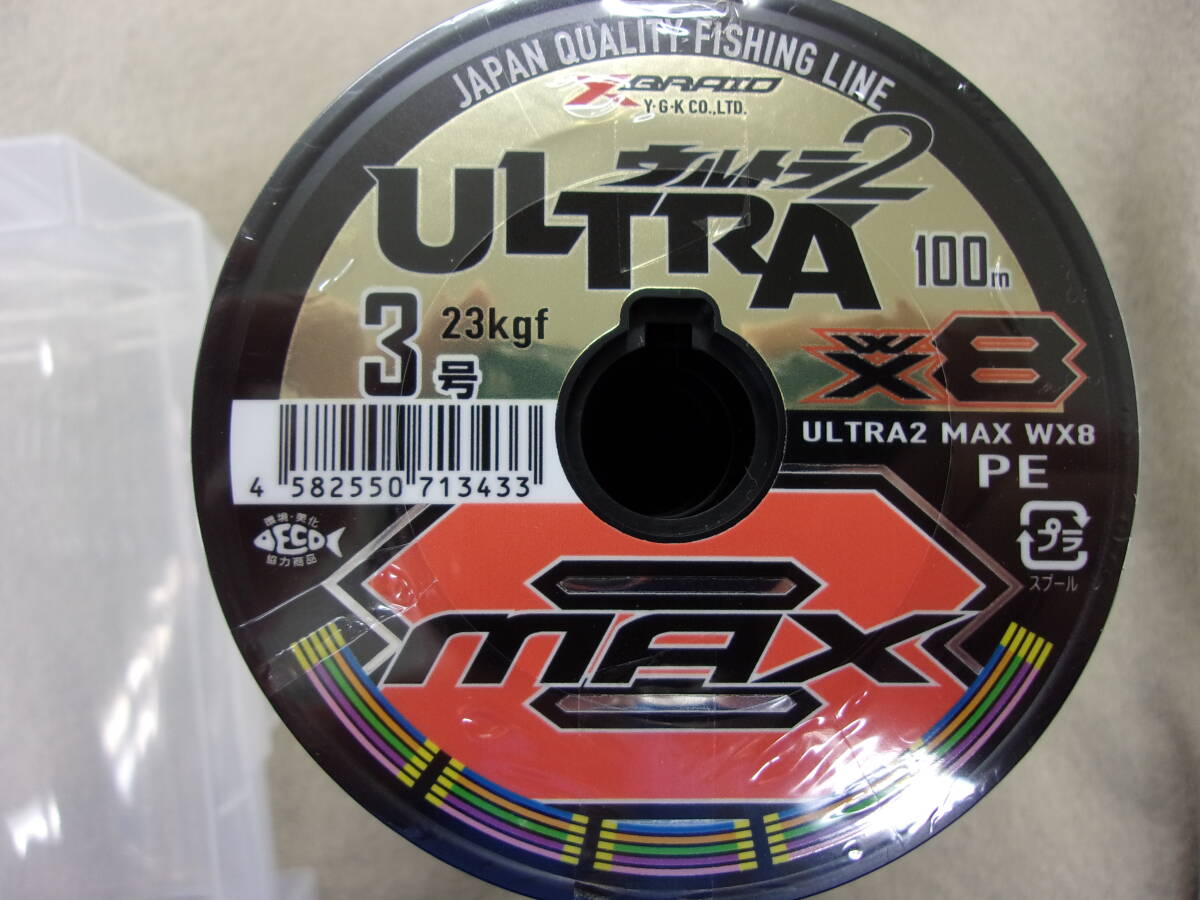 JAPAN QUALITY FISHING LINE
X-BRAID
Y·G·K CO.,LTD.
ウルトラ2
ULTRA
100m
3号
23kgf
WX8
ULTRA2 MAX WX8
PE
4 582550 713433
環境・美化
ECO
協力商品
プラ
スプール
MAX